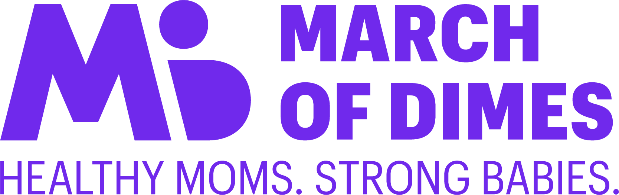 MARCH
OF DIMES
HEALTHY MOMS. STRONG BABIES.